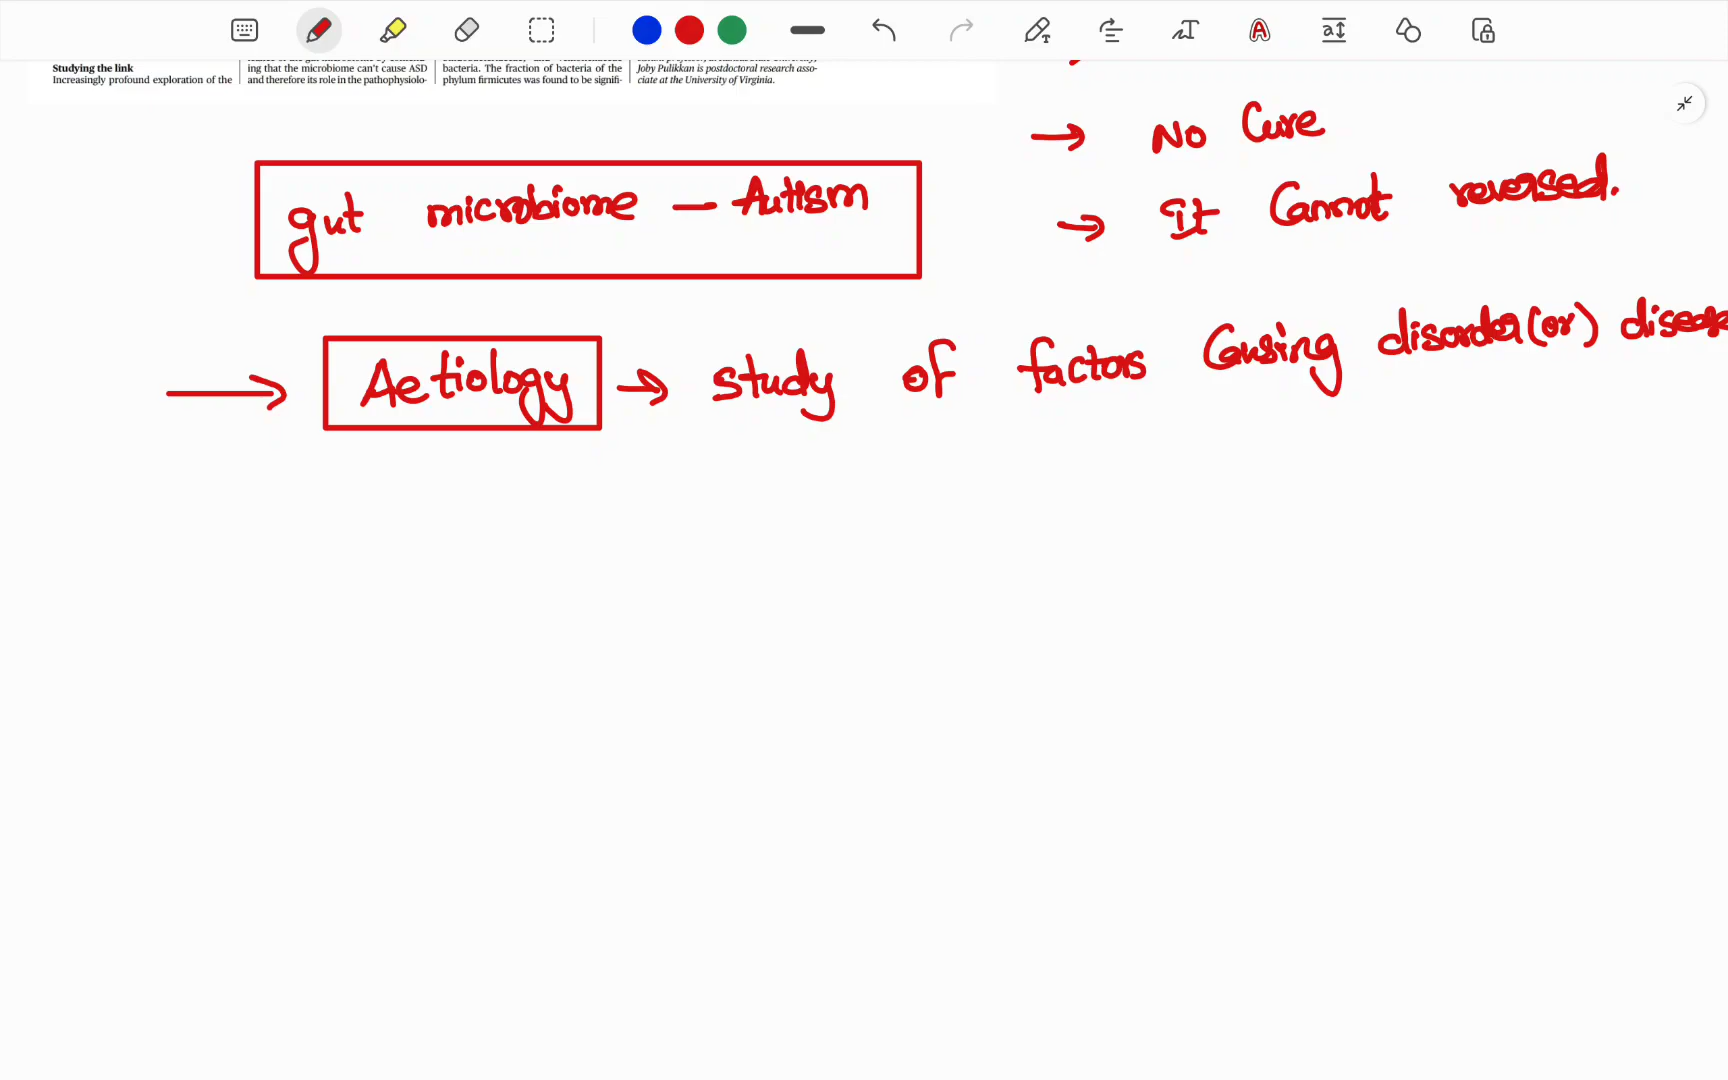 Studying the link
Increasingly profound exploration of the
ing that the microbiome can't cause ASD
and therefore its role in the pathophysiolo-
bacteria. The fraction of bacteria of the
phylum firmicutes was found to be signifi-
Joby Pulikkan is postdoctoral research asso-
ciate at the University of Virginia.
→ No Cure
gut microbiome — Autism
→ It Cannot reversed.
→ Aetiology → study of factors Causing disorder (or) disease